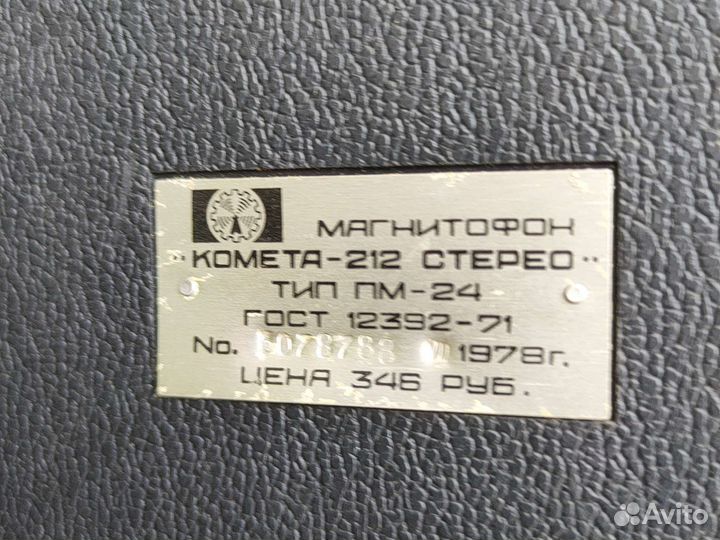 МАГНИТОФОН
"КОМЕТА-212 СТЕРЕО"
ТИП ПМ-24
ГОСТ 12392-71
No. 1978г.
ЦЕНА 346 РУБ.
Avito